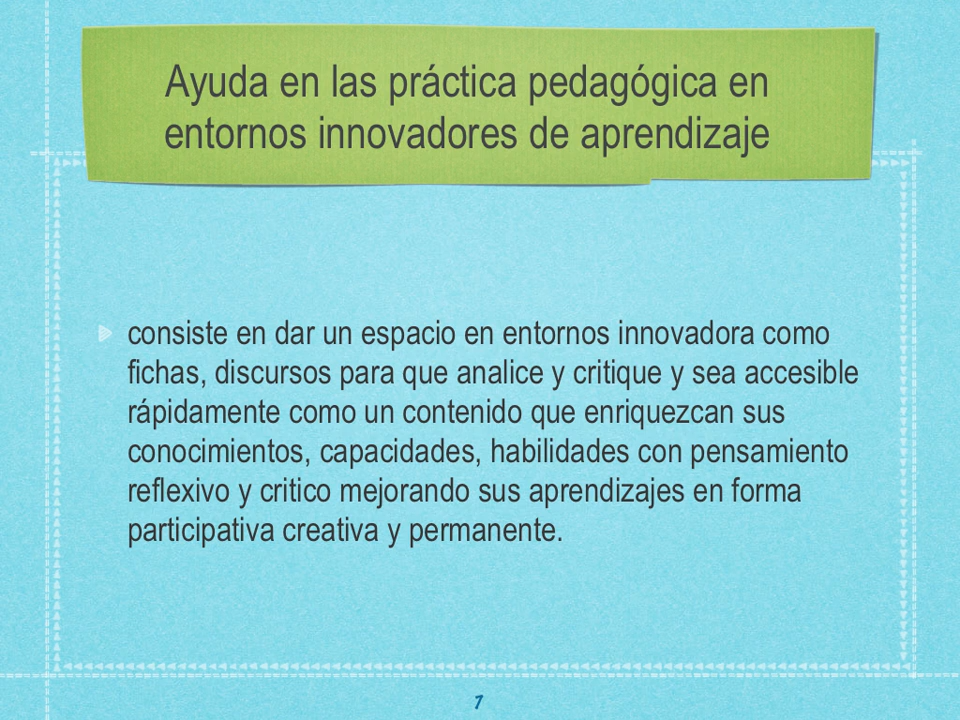 Ayuda en las práctica pedagógica en
entornos innovadores de aprendizaje
consiste en dar un espacio en entornos innovadora como
fichas, discursos para que analice y critique y sea accesible
rápidamente como un contenido que enriquezcan sus
conocimientos, capacidades, habilidades con pensamiento
reflexivo y critico mejorando sus aprendizajes en forma
participativa creativa y permanente.
7